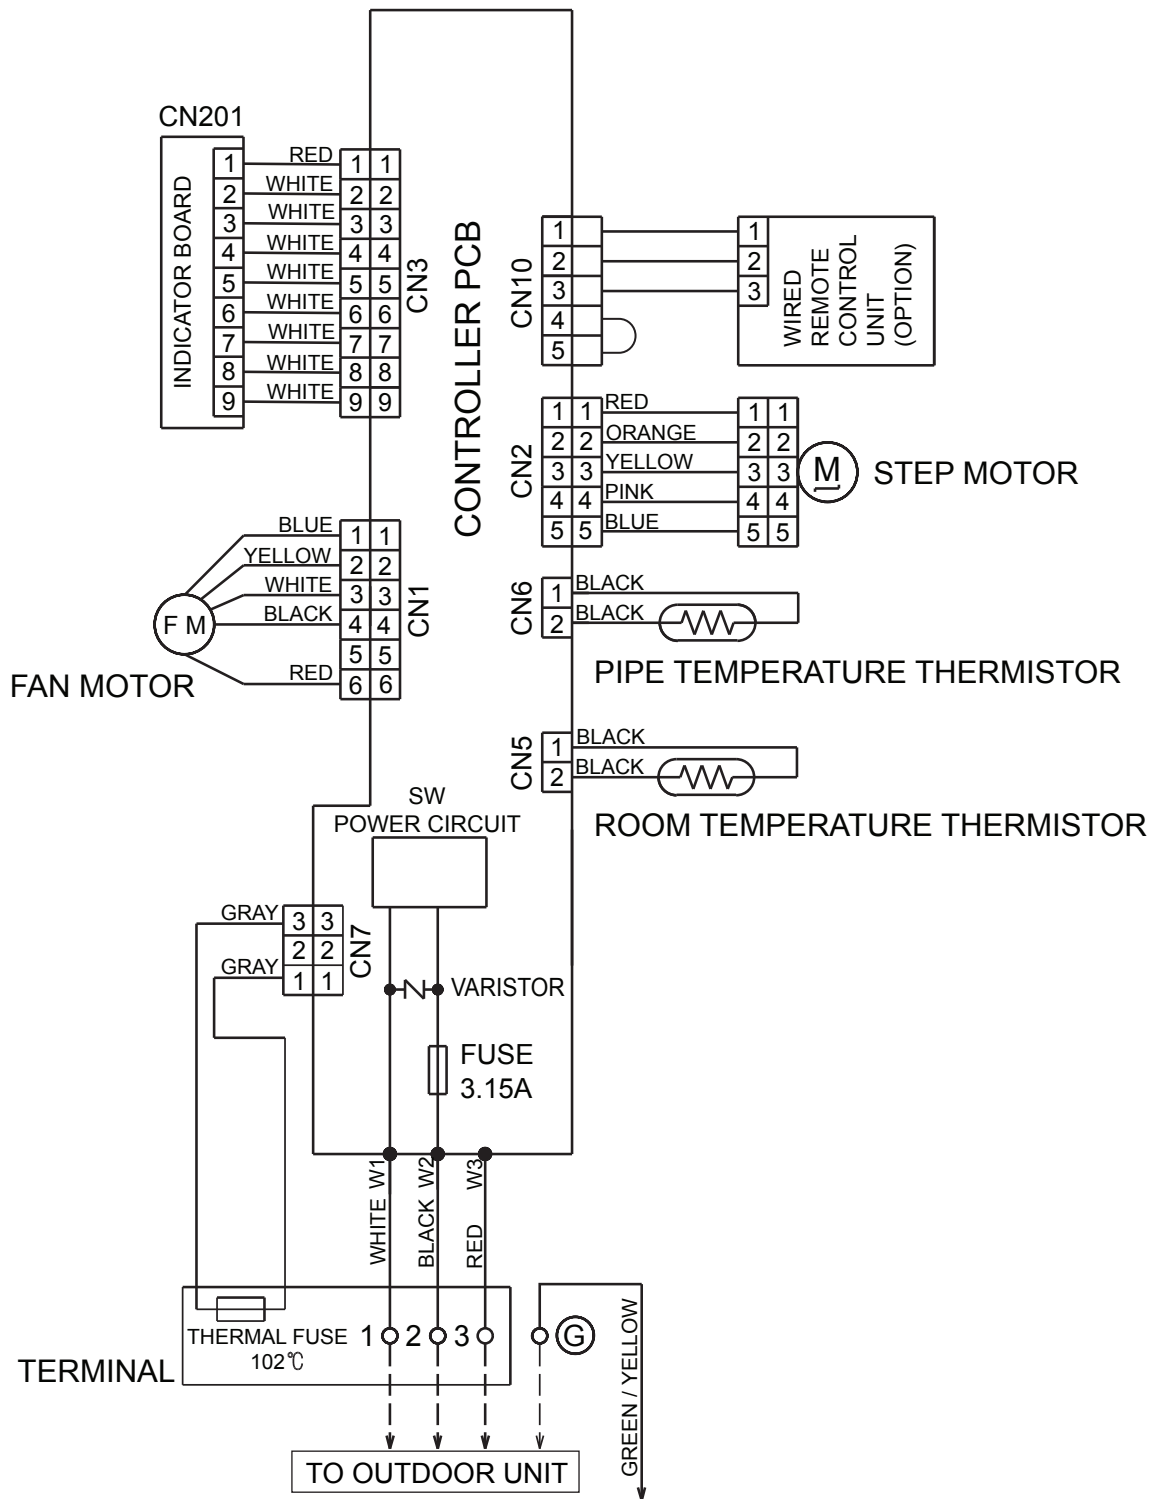 CN201
INDICATOR BOARD
1 RED 1 1
2 WHITE 2 2
3 WHITE 3 3
4 WHITE 4 4
5 WHITE 5 5
6 WHITE 6 6
7 WHITE 7 7
8 WHITE 8 8
9 WHITE 9 9
CN3
CONTROLLER PCB
CN10
1 1
2 2
3 3
4
5
WIRED
REMOTE
CONTROL
UNIT
(OPTION)
CN2
1 1 RED 1 1
2 2 ORANGE 2 2
3 3 YELLOW 3 3
4 4 PINK 4 4
5 5 BLUE 5 5
M
STEP MOTOR
BLUE 1 1
YELLOW 2 2
WHITE 3 3
BLACK 4 4
5 5
RED 6 6
CN1
F M
FAN MOTOR
CN6
1 BLACK
2 BLACK
PIPE TEMPERATURE THERMISTOR
CN5
1 BLACK
2 BLACK
ROOM TEMPERATURE THERMISTOR
SW
POWER CIRCUIT
GRAY 3 3
2 2
GRAY 1 1
CN7
VARISTOR
FUSE
3.15A
WHITE W1
BLACK W2
RED W3
THERMAL FUSE
102℃
1 2 3
G
TERMINAL
GREEN / YELLOW
TO OUTDOOR UNIT